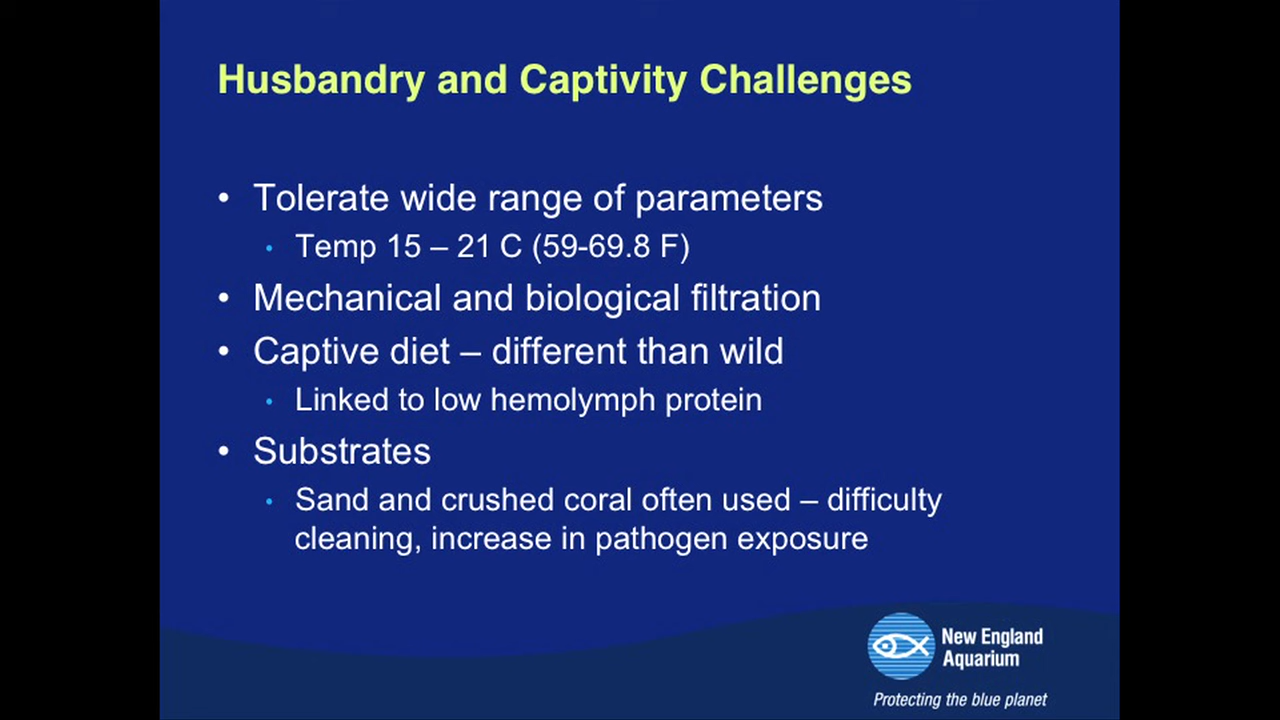 Husbandry and Captivity Challenges
• Tolerate wide range of parameters
• Temp 15 – 21 C (59-69.8 F)
• Mechanical and biological filtration
• Captive diet – different than wild
• Linked to low hemolymph protein
• Substrates
• Sand and crushed coral often used – difficulty
cleaning, increase in pathogen exposure
New England
Aquarium
Protecting the blue planet